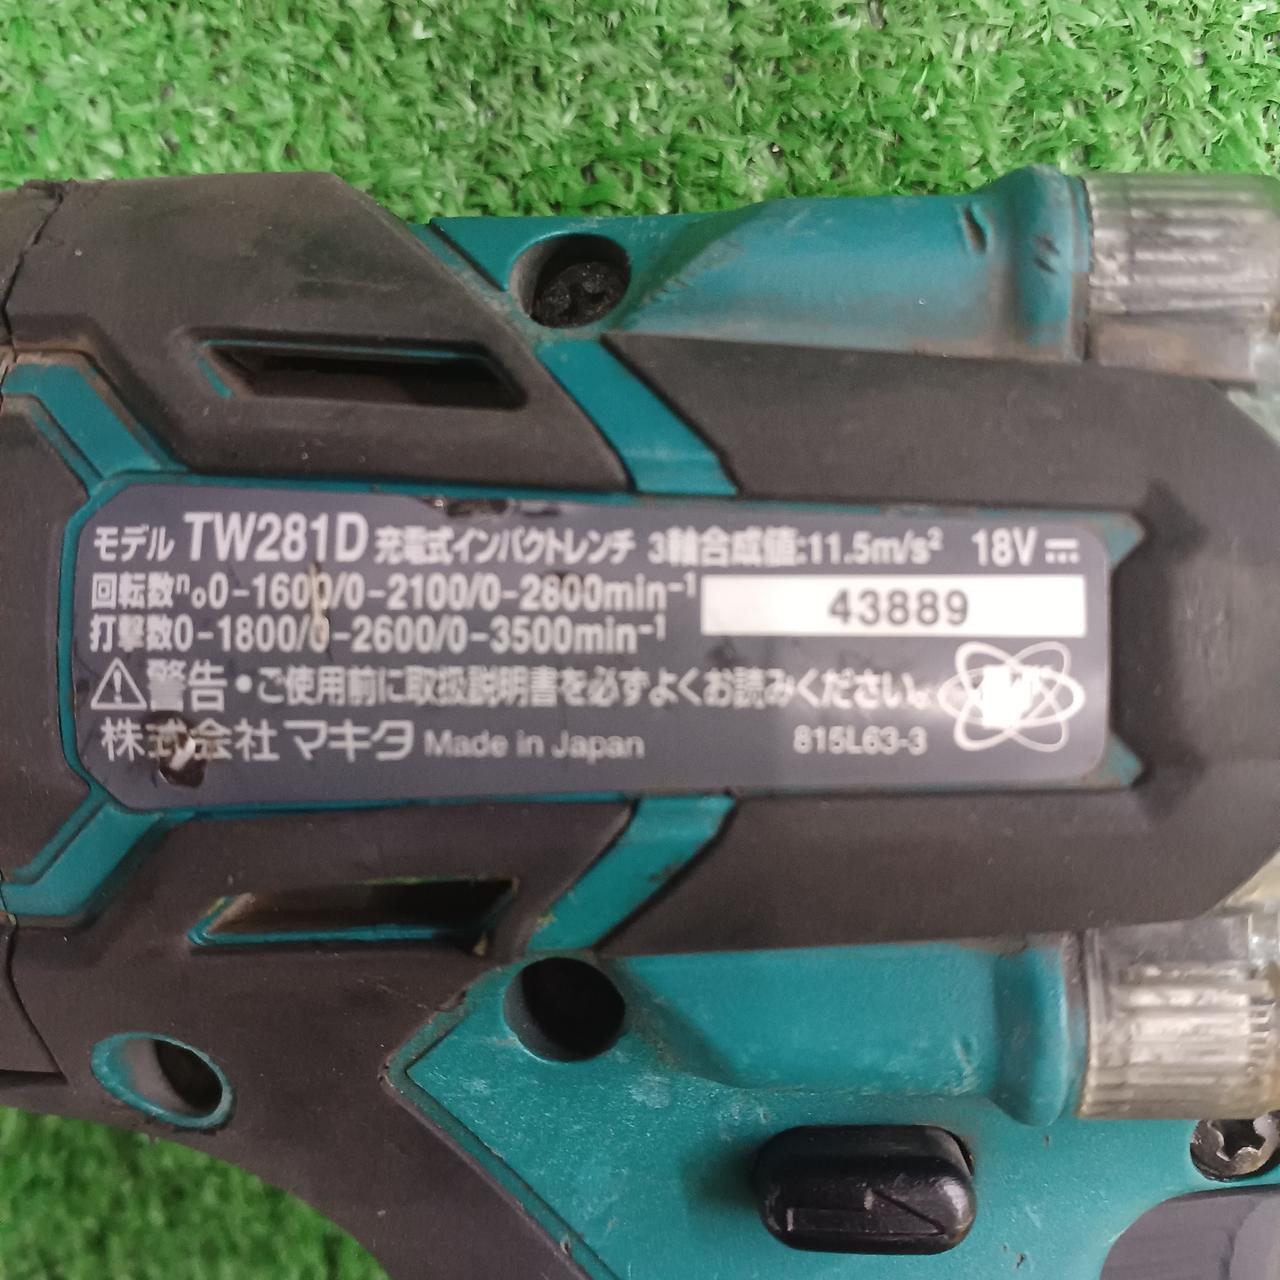 モデル TW281D 充電式インパクトレンチ 3軸合成値:11.5m/s² 18V⎓
回転数n₀0-1600/0-2100/0-2800min⁻¹ 43889
打撃数0-1800/0-2600/0-3500min⁻¹
⚠警告・ご使用前に取扱説明書を必ずよくお読みください。
株式会社マキタ Made in Japan 815L63-3